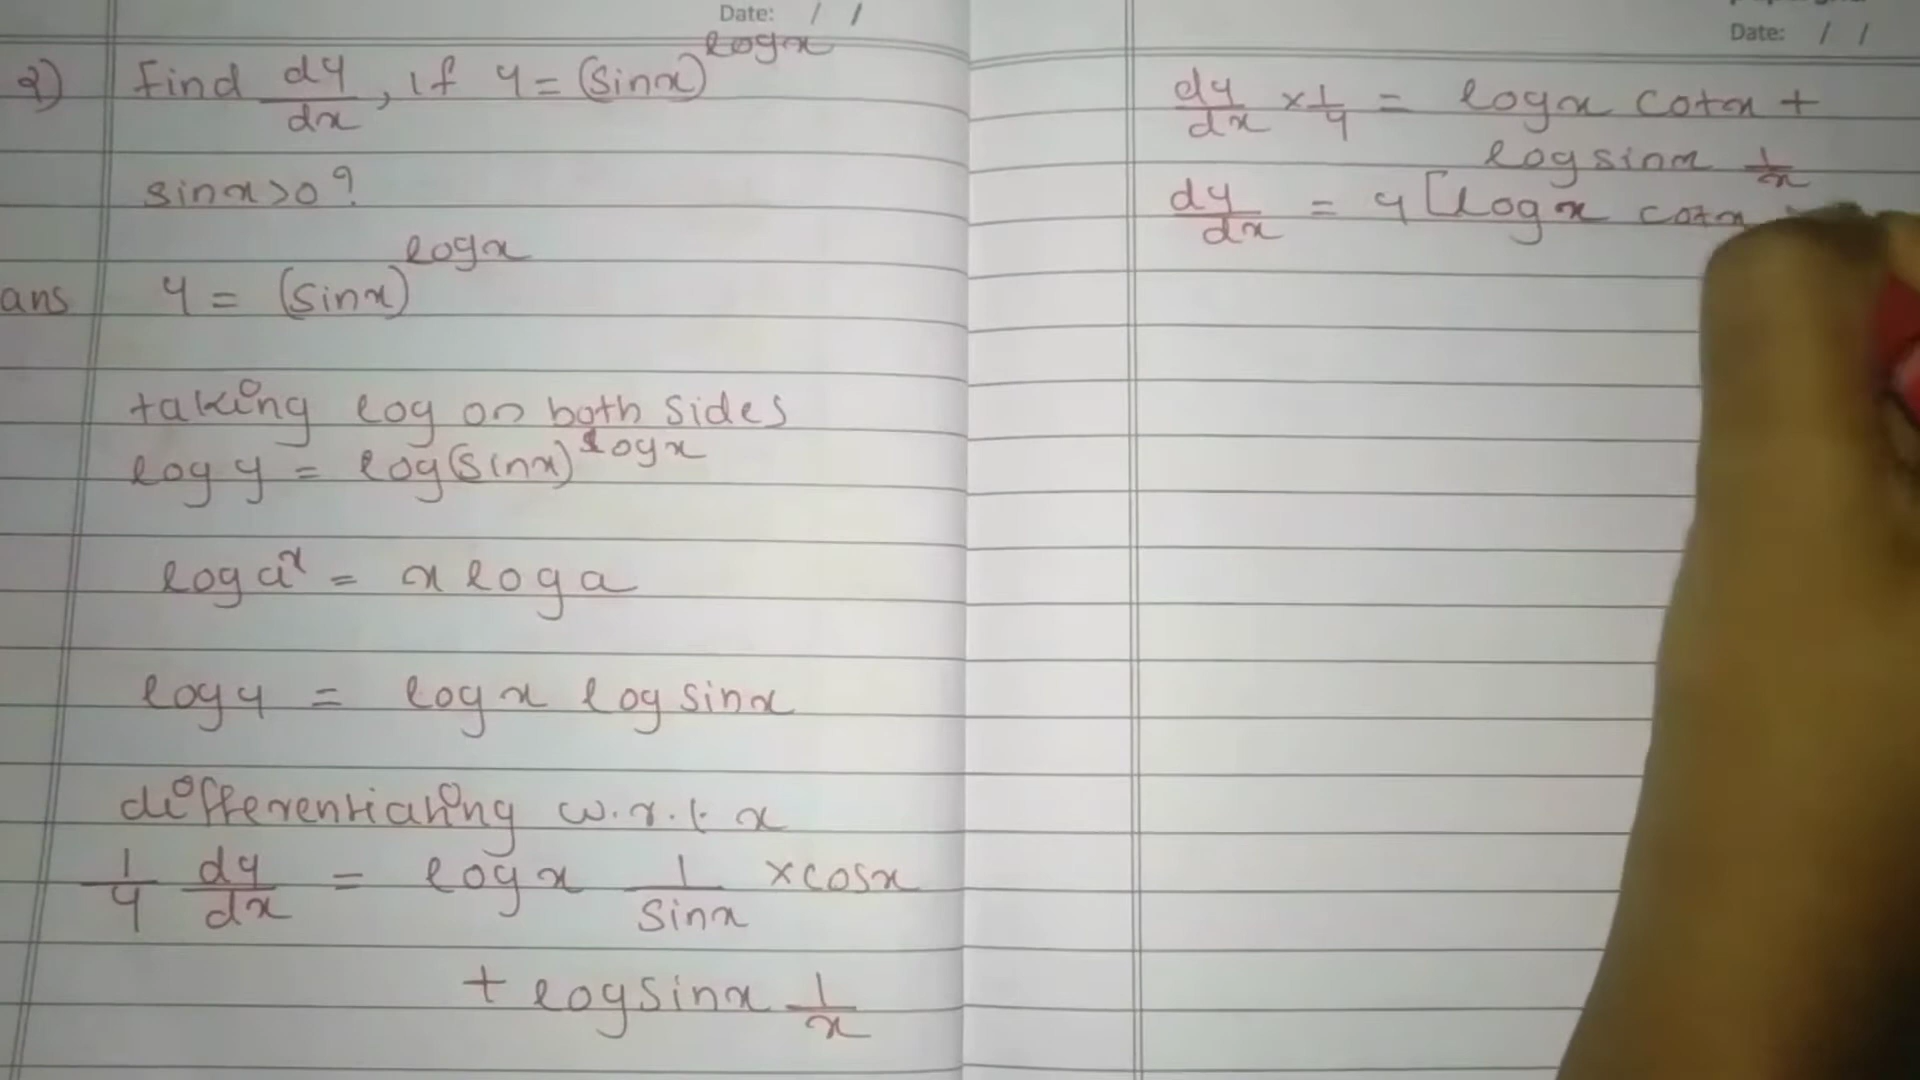 Date: / /
2) Find dy/dx, if y = (sinx)^logx
sinx>0?
ans y = (sinx)^logx
taking log on both sides
log y = log(sinx)^logx
log a^x = x log a
log y = log x log sinx
differentiating w.r.t x
1/y dy/dx = log x 1/sinx ×cosx
+ log sinx 1/x
Date: / /
dy/dx × 1/y = logx cotx +
log sinx 1/x
dy/dx = y [log x cotx